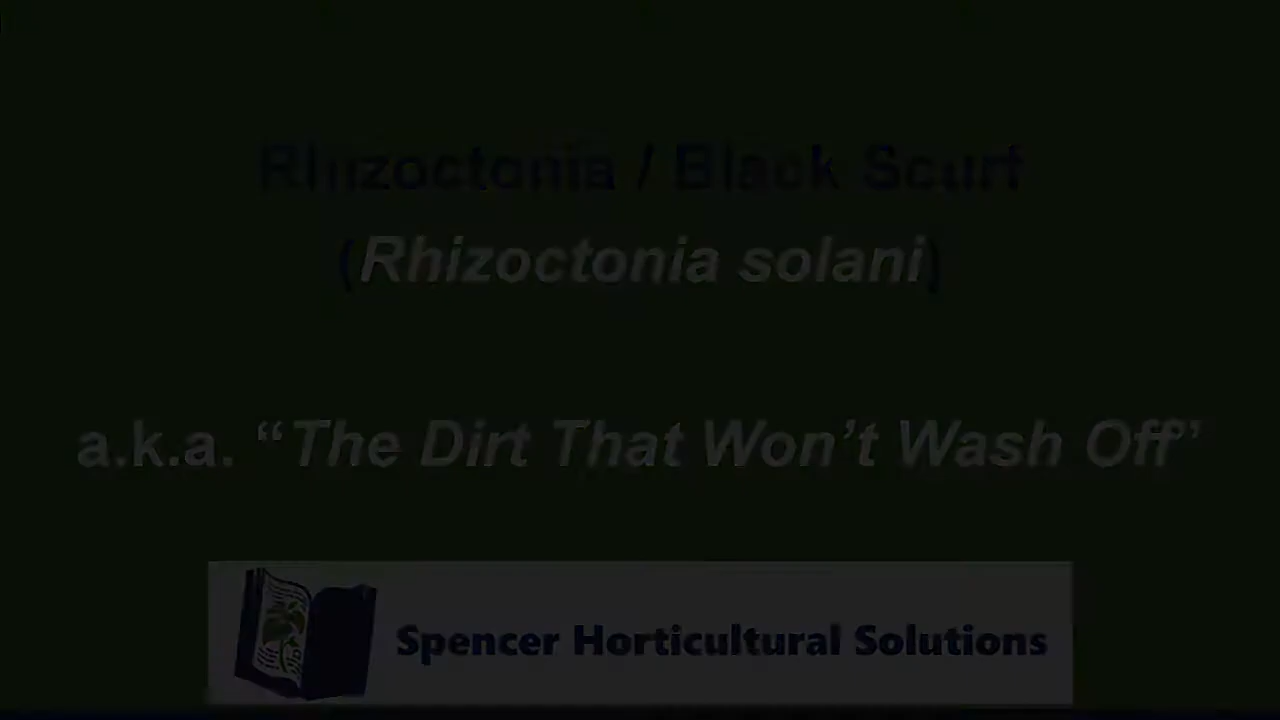 Rhizoctonia / Black Scurf
(Rhizoctonia solani)
a.k.a. “The Dirt That Won’t Wash Off”
Spencer Horticultural Solutions